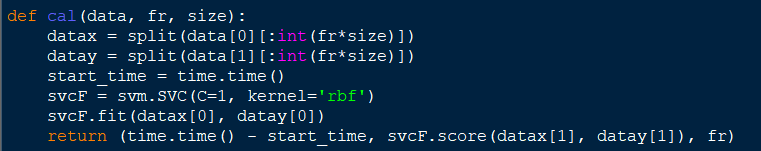 def cal(data, fr, size):
    datax = split(data[0][:int(fr*size)])
    datay = split(data[1][:int(fr*size)])
    start_time = time.time()
    svcF = svm.SVC(C=1, kernel='rbf')
    svcF.fit(datax[0], datay[0])
    return (time.time() - start_time, svcF.score(datax[1], datay[1]), fr)